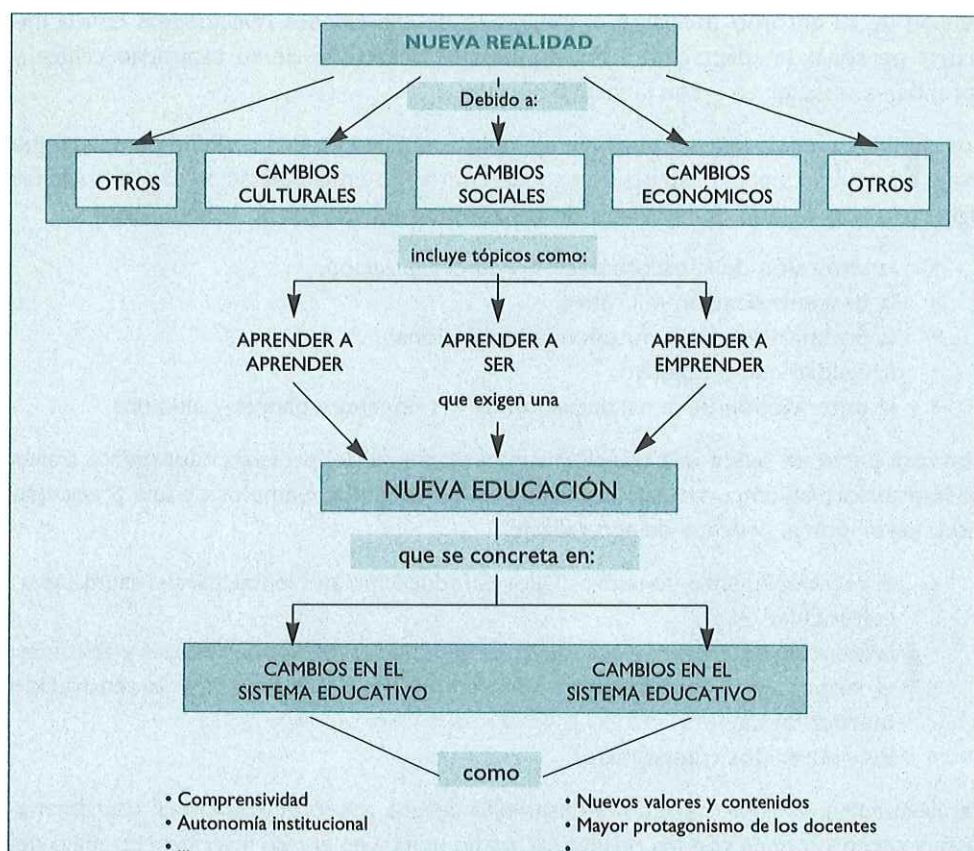 NUEVA REALIDAD
Debido a:
OTROS
CAMBIOS
CULTURALES
CAMBIOS
SOCIALES
CAMBIOS
ECONÓMICOS
OTROS
incluye tópicos como:
APRENDER A
APRENDER
APRENDER A
SER
APRENDER A
EMPRENDER
que exigen una
NUEVA EDUCACIÓN
que se concreta en:
CAMBIOS EN EL
SISTEMA EDUCATIVO
CAMBIOS EN EL
SISTEMA EDUCATIVO
como
• Comprensividad
• Autonomía institucional
• ...
• Nuevos valores y contenidos
• Mayor protagonismo de los docentes
• ...